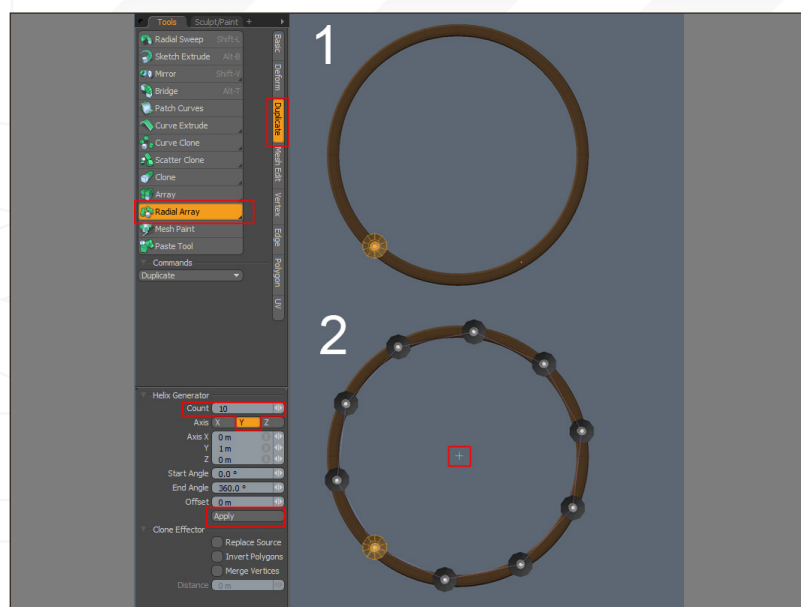 Tools Sculpt/Paint +
Radial Sweep Shift-L
Sketch Extrude Alt-B
Mirror Shift-V
Bridge Alt-T
Patch Curves
Curve Extrude
Curve Clone
Scatter Clone
Clone
Array
Radial Array
Mesh Paint
Paste Tool
Commands
Duplicate
Basic
Deform
Duplicate
Mesh Edit
Vertex
Edge
Polygon
UV
Helix Generator
Count 10
Axis X Y Z
Axis X 0 m
Y 1 m
Z 0 m
Start Angle 0.0 °
End Angle 360.0 °
Offset 0 m
Apply
Clone Effector
Replace Source
Invert Polygons
Merge Vertices
Distance 0 m
1
2